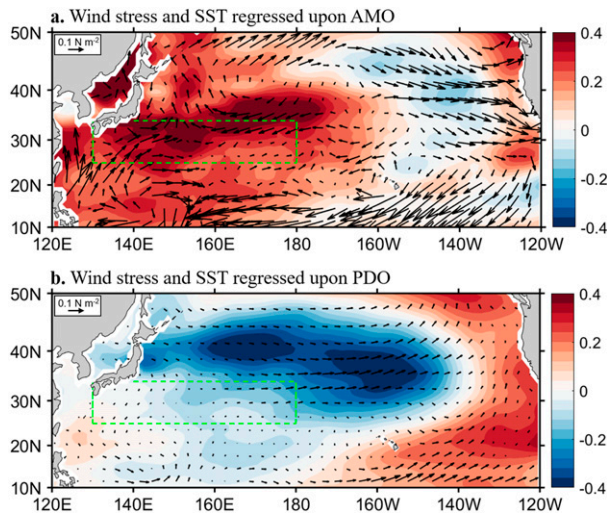 a. Wind stress and SST regressed upon AMO
0.1 N m-2
50N
40N
30N
20N
10N
120E 140E 160E 180 160W 140W 120W
0.4
0.2
0
-0.2
-0.4
b. Wind stress and SST regressed upon PDO
0.1 N m-2
50N
40N
30N
20N
10N
120E 140E 160E 180 160W 140W 120W
0.4
0.2
0
-0.2
-0.4